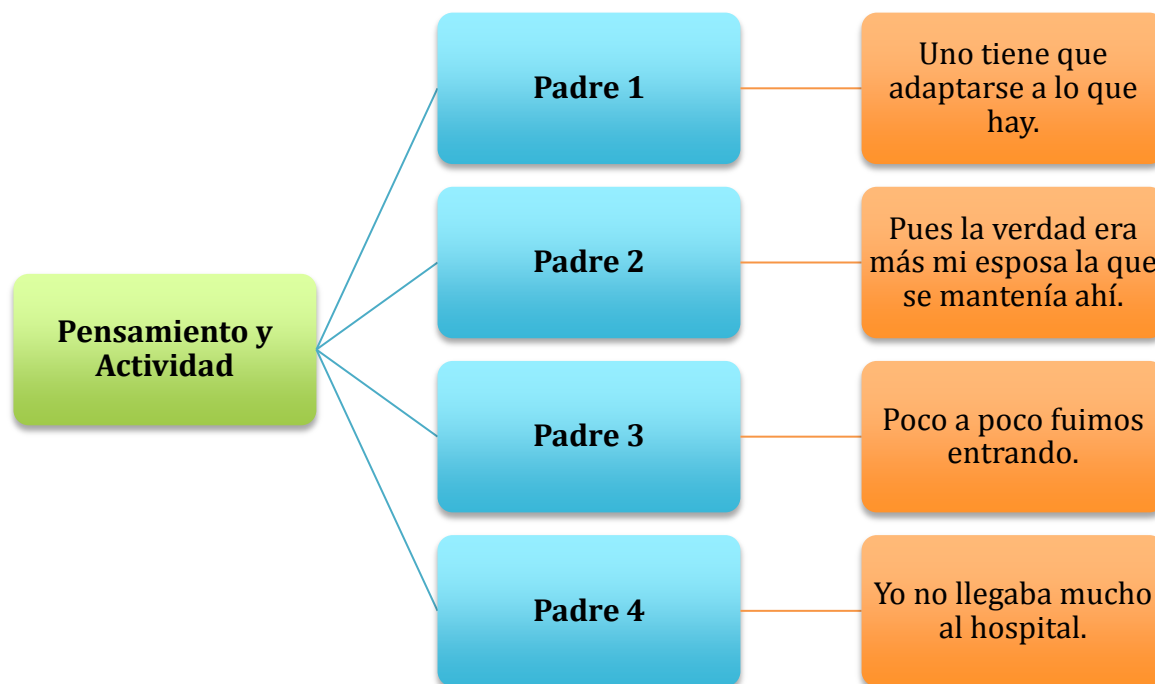 Pensamiento y
Actividad
Padre 1
Uno tiene que
adaptarse a lo que
hay.
Padre 2
Pues la verdad era
más mi esposa la que
se mantenía ahí.
Padre 3
Poco a poco fuimos
entrando.
Padre 4
Yo no llegaba mucho
al hospital.